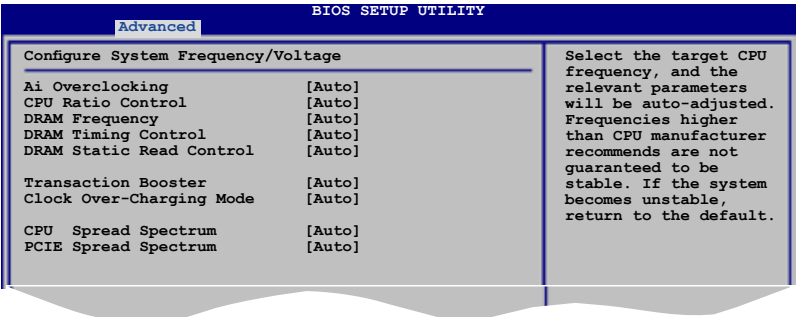 BIOS SETUP UTILITY
Advanced
Configure System Frequency/Voltage
Ai Overclocking [Auto]
CPU Ratio Control [Auto]
DRAM Frequency [Auto]
DRAM Timing Control [Auto]
DRAM Static Read Control [Auto]
Transaction Booster [Auto]
Clock Over-Charging Mode [Auto]
CPU Spread Spectrum [Auto]
PCIE Spread Spectrum [Auto]
Select the target CPU
frequency, and the
relevant parameters
will be auto-adjusted.
Frequencies higher
than CPU manufacturer
recommends are not
guaranteed to be
stable. If the system
becomes unstable,
return to the default.